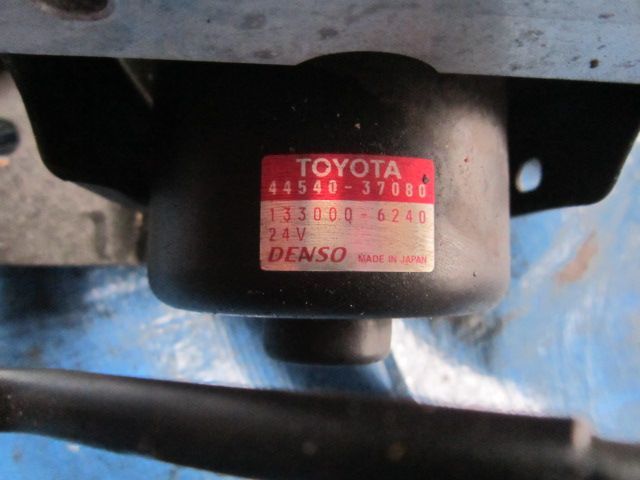 TOYOTA
44540-37080
133000-6240
24V
DENSO MADE IN JAPAN